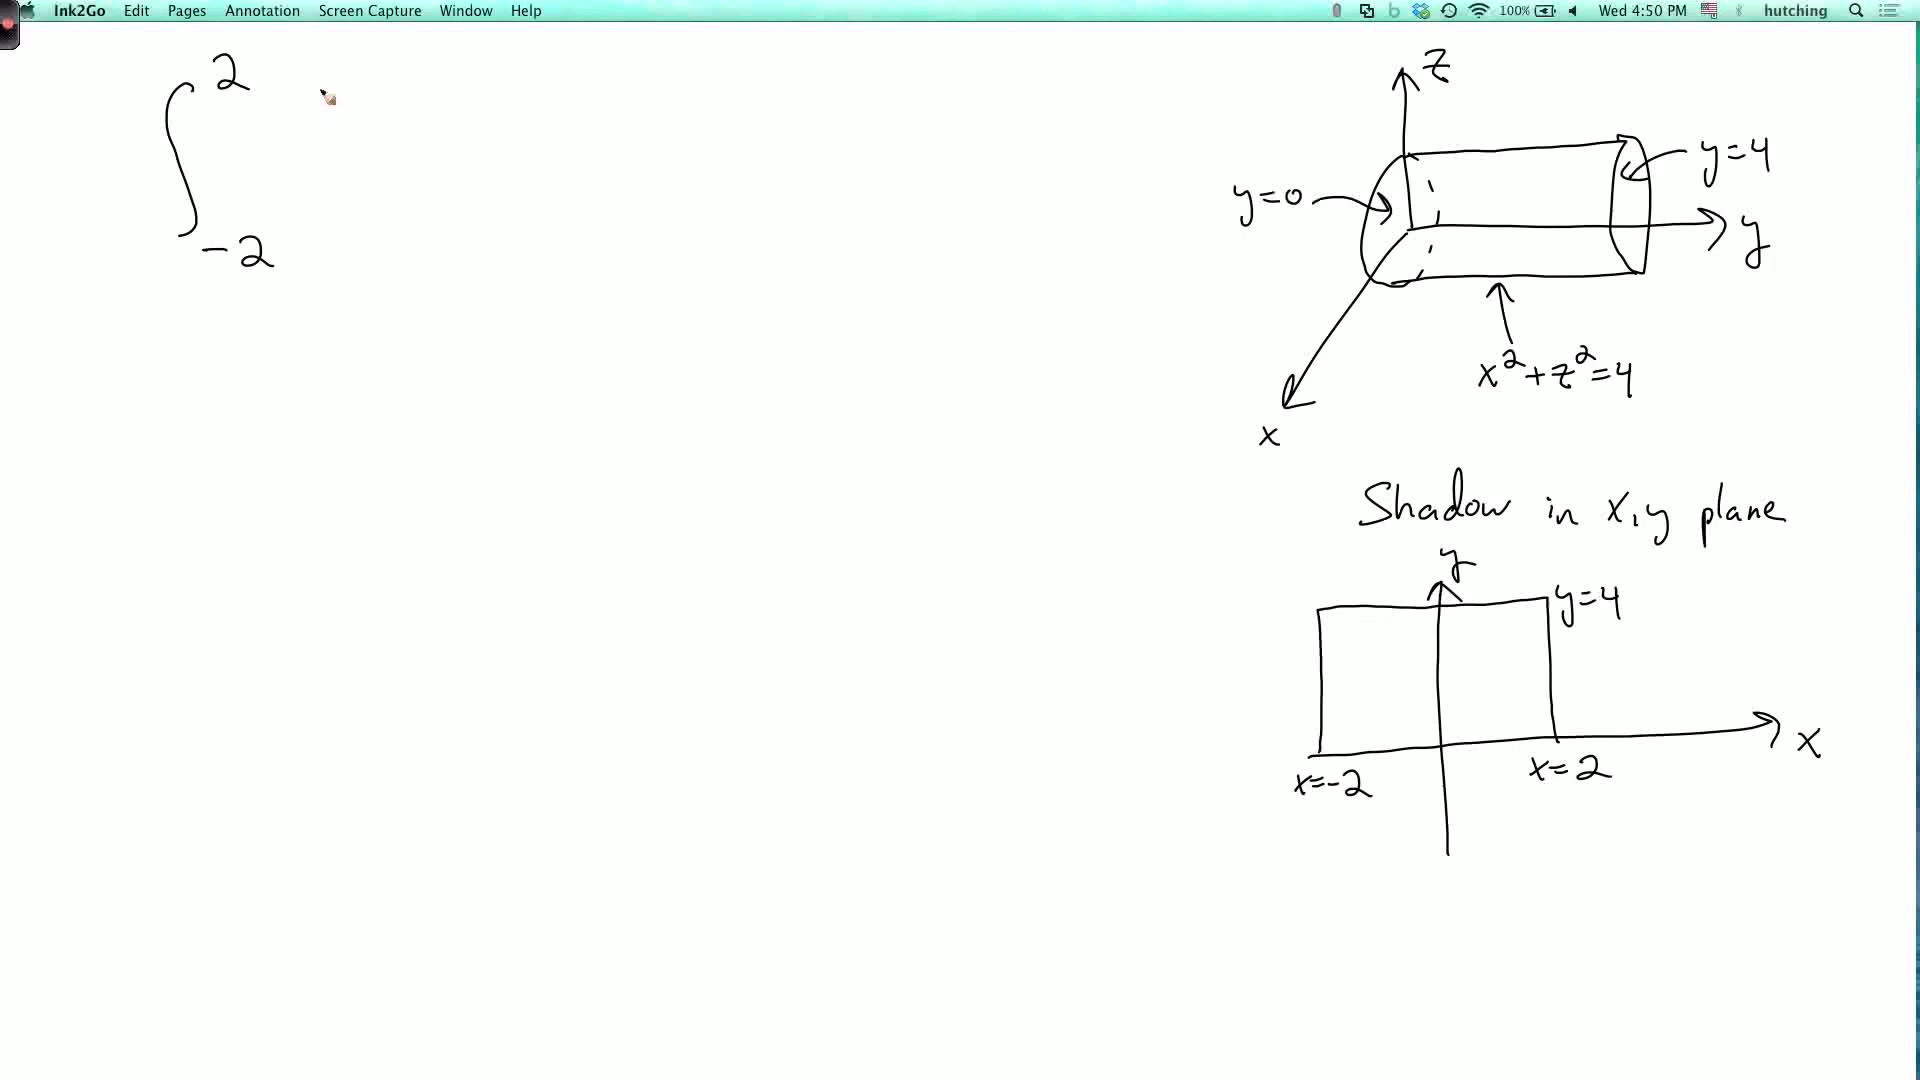 Ink2Go Edit Pages Annotation Screen Capture Window Help 100% Wed 4:50 PM hutching
∫ 2 -2
z
y=4
y=0
y
x²+z²=4
x
Shadow in x,y plane
y
y=4
x
x=-2 x=2